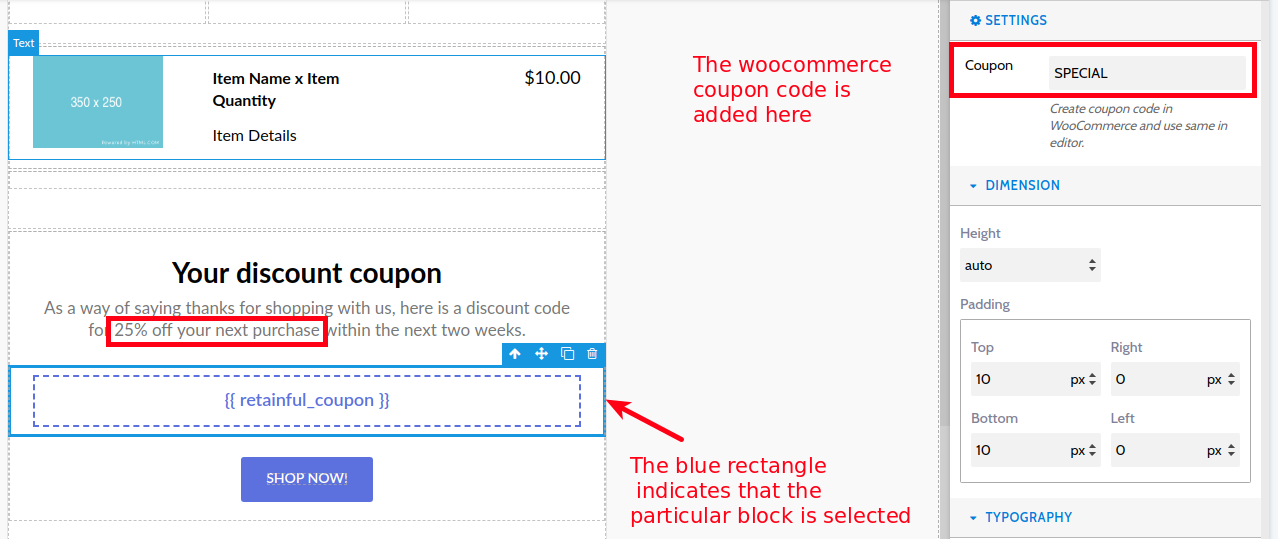 Text
350 x 250
Powered by HTML.COM
Item Name x Item
Quantity
Item Details
$10.00
Your discount coupon
As a way of saying thanks for shopping with us, here is a discount code
for 25% off your next purchase within the next two weeks.
{{ retainful_coupon }}
SHOP NOW!
The woocommerce
coupon code is
added here
The blue rectangle
indicates that the
particular block is selected
SETTINGS
Coupon
SPECIAL
Create coupon code in
WooCommerce and use same in
editor.
DIMENSION
Height
auto
Padding
Top Right
10 px 0 px
Bottom Left
10 px 0 px
TYPOGRAPHY